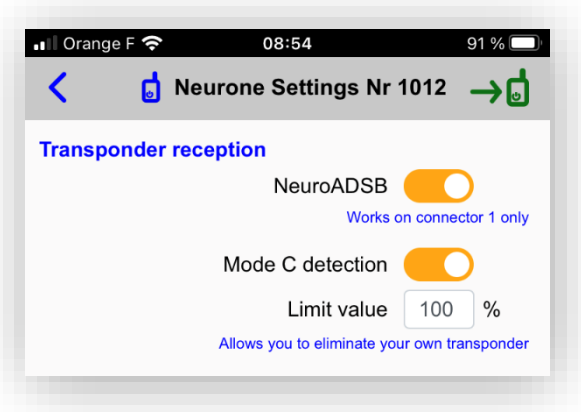 Orange F 08:54 91 %
Neurone Settings Nr 1012
Transponder reception
NeuroADSB
Works on connector 1 only
Mode C detection
Limit value 100 %
Allows you to eliminate your own transponder